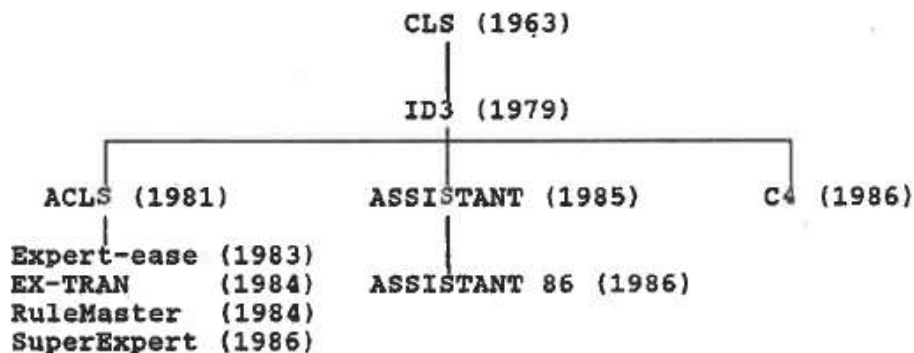 CLS (1963)
ID3 (1979)
ACLS (1981) ASSISTANT (1985) C4 (1986)
Expert-ease (1983)
EX-TRAN (1984) ASSISTANT 86 (1986)
RuleMaster (1984)
SuperExpert (1986)